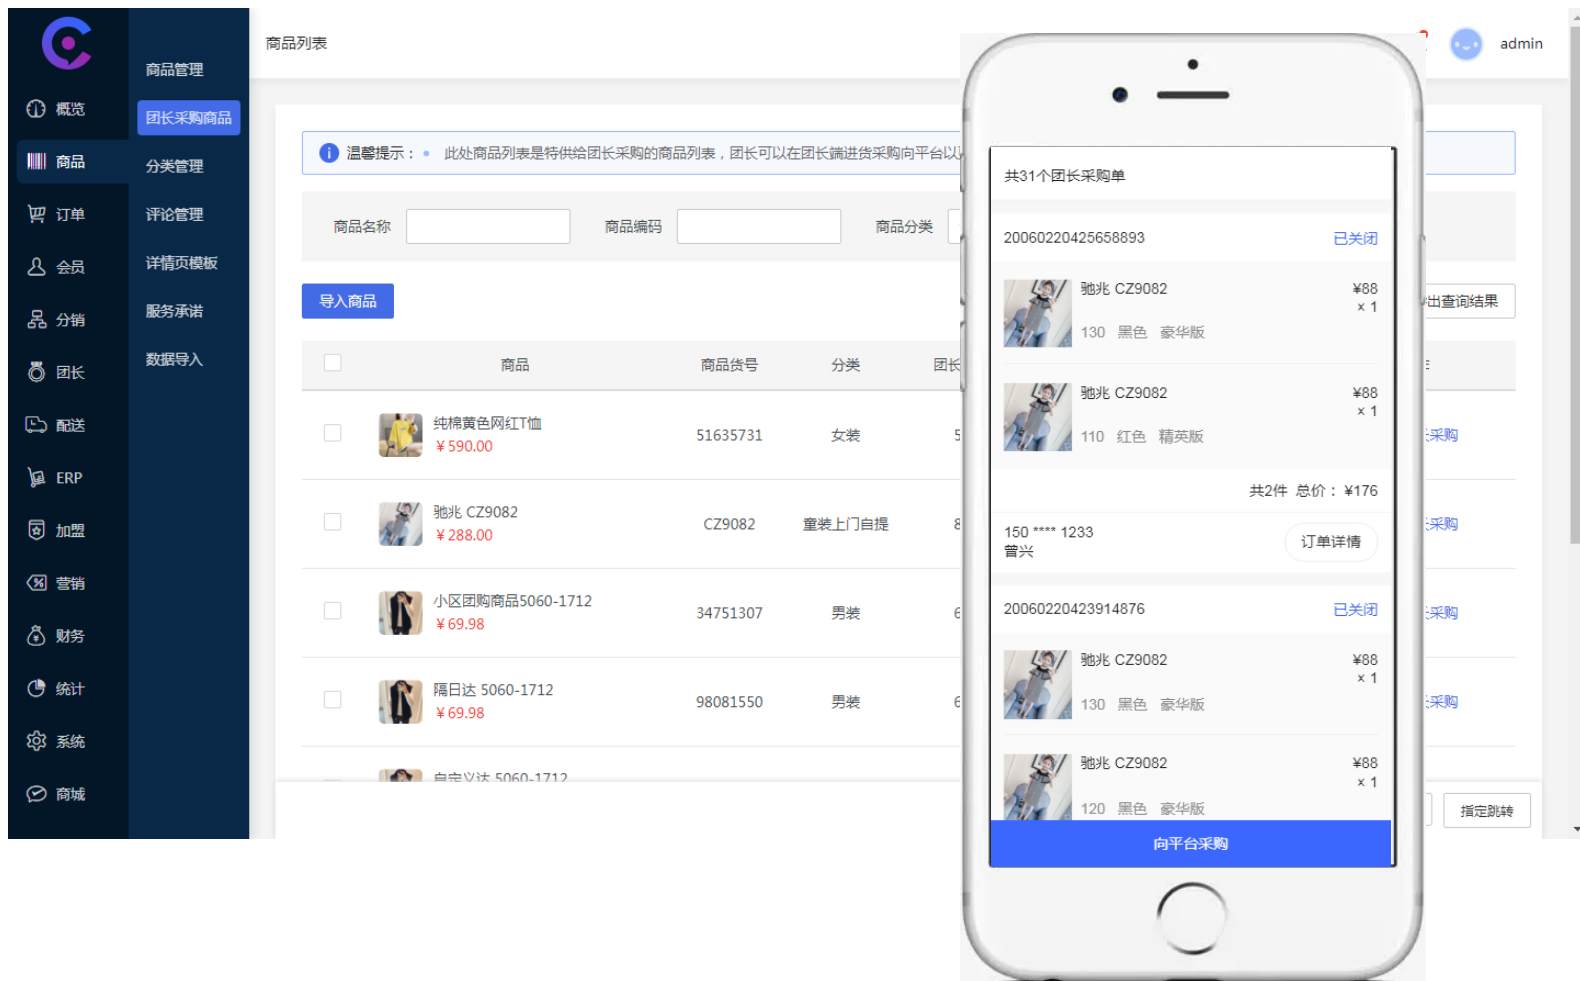 商品列表
admin
概览
商品
订单
会员
分销
团长
配送
ERP
加盟
营销
财务
统计
系统
商城
商品管理
团长采购商品
分类管理
评论管理
详情页模板
服务承诺
数据导入
温馨提示： 此处商品列表是特供给团长采购的商品列表，团长可以在团长端进货采购向平台以
商品名称
商品编码
商品分类
导入商品
出查询结果
商品 商品货号 分类 团长
纯棉黄色网红T恤
￥590.00
51635731 女装 5 采购
驰兆 CZ9082
￥288.00
CZ9082 童装上门自提 8 采购
小区团购商品5060-1712
￥69.98
34751307 男装 6 采购
隔日达 5060-1712
￥69.98
98081550 男装 6 采购
自定义达 5060-1712
指定跳转
共31个团长采购单
20060220425658893 已关闭
驰兆 CZ9082 ¥88
× 1
130 黑色 豪华版
驰兆 CZ9082 ¥88
× 1
110 红色 精英版
共2件 总价： ¥176
150 **** 1233
曾兴
订单详情
20060220423914876 已关闭
驰兆 CZ9082 ¥88
× 1
130 黑色 豪华版
驰兆 CZ9082 ¥88
× 1
120 黑色 豪华版
向平台采购